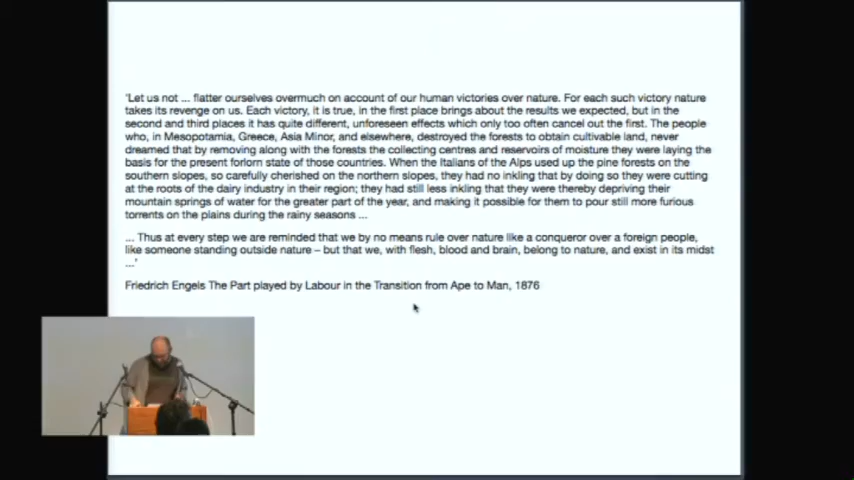 'Let us not ... flatter ourselves overmuch on account of our human victories over nature. For each such victory nature
takes its revenge on us. Each victory, it is true, in the first place brings about the results we expected, but in the
second and third places it has quite different, unforeseen effects which only too often cancel out the first. The people
who, in Mesopotamia, Greece, Asia Minor, and elsewhere, destroyed the forests to obtain cultivable land, never
dreamed that by removing along with the forests the collecting centres and reservoirs of moisture they were laying the
basis for the present forlorn state of those countries. When the Italians of the Alps used up the pine forests on the
southern slopes, so carefully cherished on the northern slopes, they had no inkling that by doing so they were cutting
at the roots of the dairy industry in their region; they had still less inkling that they were thereby depriving their
mountain springs of water for the greater part of the year, and making it possible for them to pour still more furious
torrents on the plains during the rainy seasons ...
... Thus at every step we are reminded that we by no means rule over nature like a conqueror over a foreign people,
like someone standing outside nature – but that we, with flesh, blood and brain, belong to nature, and exist in its midst
...'
Friedrich Engels The Part played by Labour in the Transition from Ape to Man, 1876